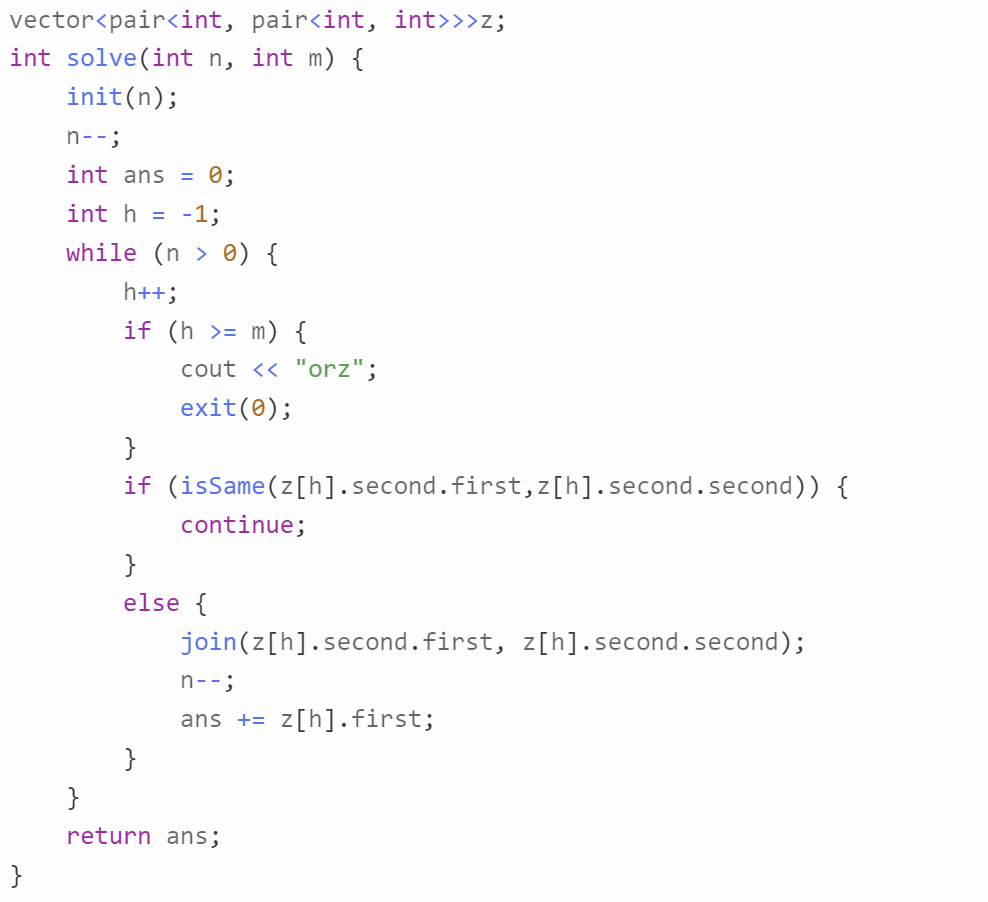 vector<pair<int, pair<int, int>>>z;
int solve(int n, int m) {
    init(n);
    n--;
    int ans = 0;
    int h = -1;
    while (n > 0) {
        h++;
        if (h >= m) {
            cout << "orz";
            exit(0);
        }
        if (isSame(z[h].second.first,z[h].second.second)) {
            continue;
        }
        else {
            join(z[h].second.first, z[h].second.second);
            n--;
            ans += z[h].first;
        }
    }
    return ans;
}